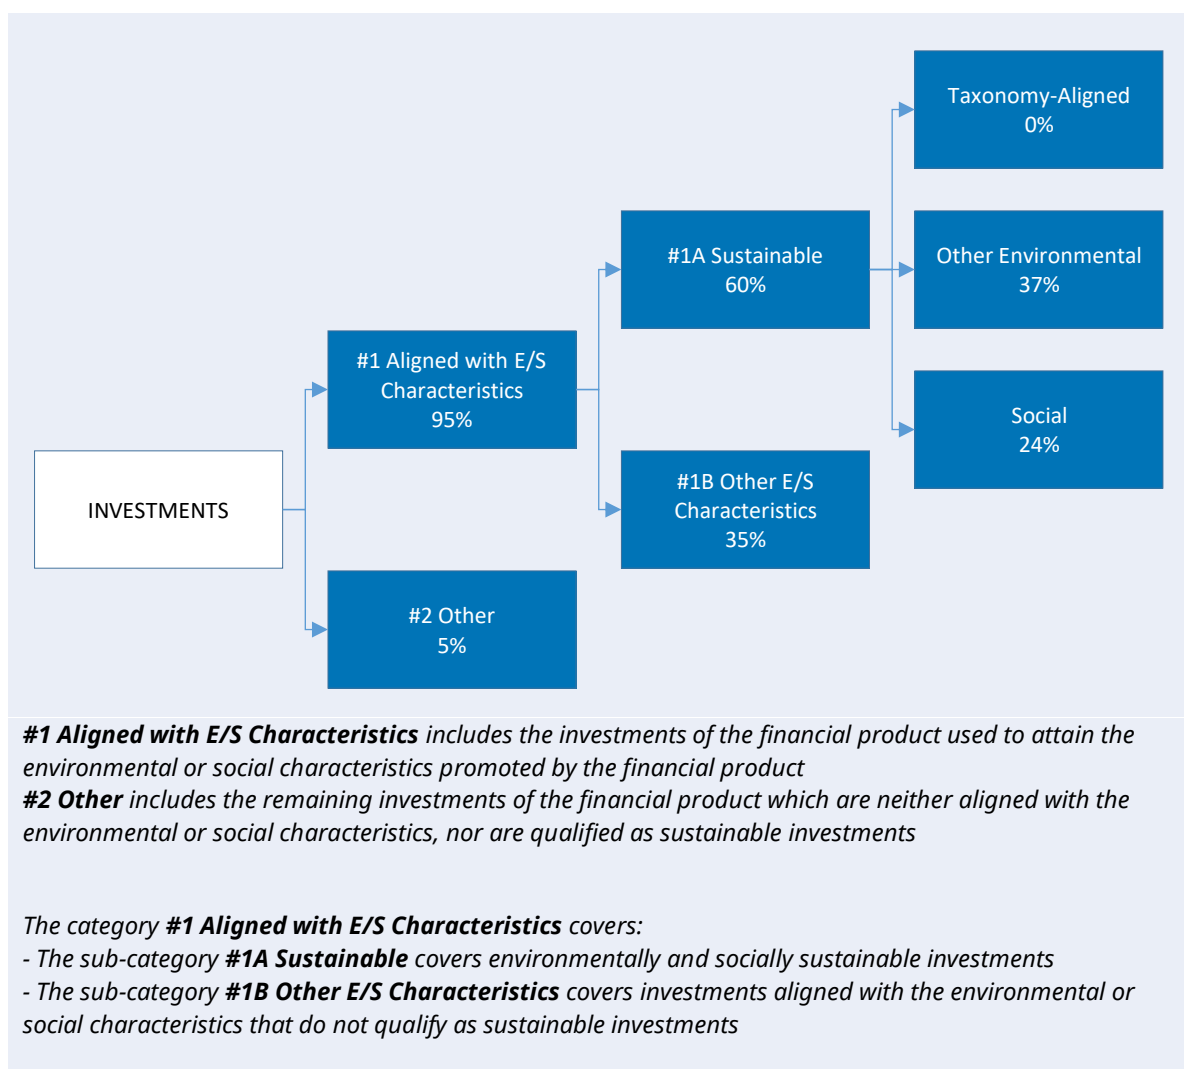 Taxonomy-Aligned
0%
#1A Sustainable
60%
Other Environmental
37%
#1 Aligned with E/S
Characteristics
95%
Social
24%
INVESTMENTS
#1B Other E/S
Characteristics
35%
#2 Other
5%
#1 Aligned with E/S Characteristics includes the investments of the financial product used to attain the
environmental or social characteristics promoted by the financial product
#2 Other includes the remaining investments of the financial product which are neither aligned with the
environmental or social characteristics, nor are qualified as sustainable investments
The category #1 Aligned with E/S Characteristics covers:
- The sub-category #1A Sustainable covers environmentally and socially sustainable investments
- The sub-category #1B Other E/S Characteristics covers investments aligned with the environmental or
social characteristics that do not qualify as sustainable investments